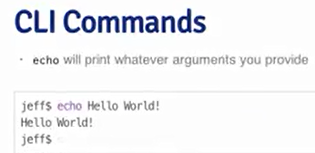 CLI Commands
· echo will print whatever arguments you provide
jeff$ echo Hello World!
Hello World!
jeff$